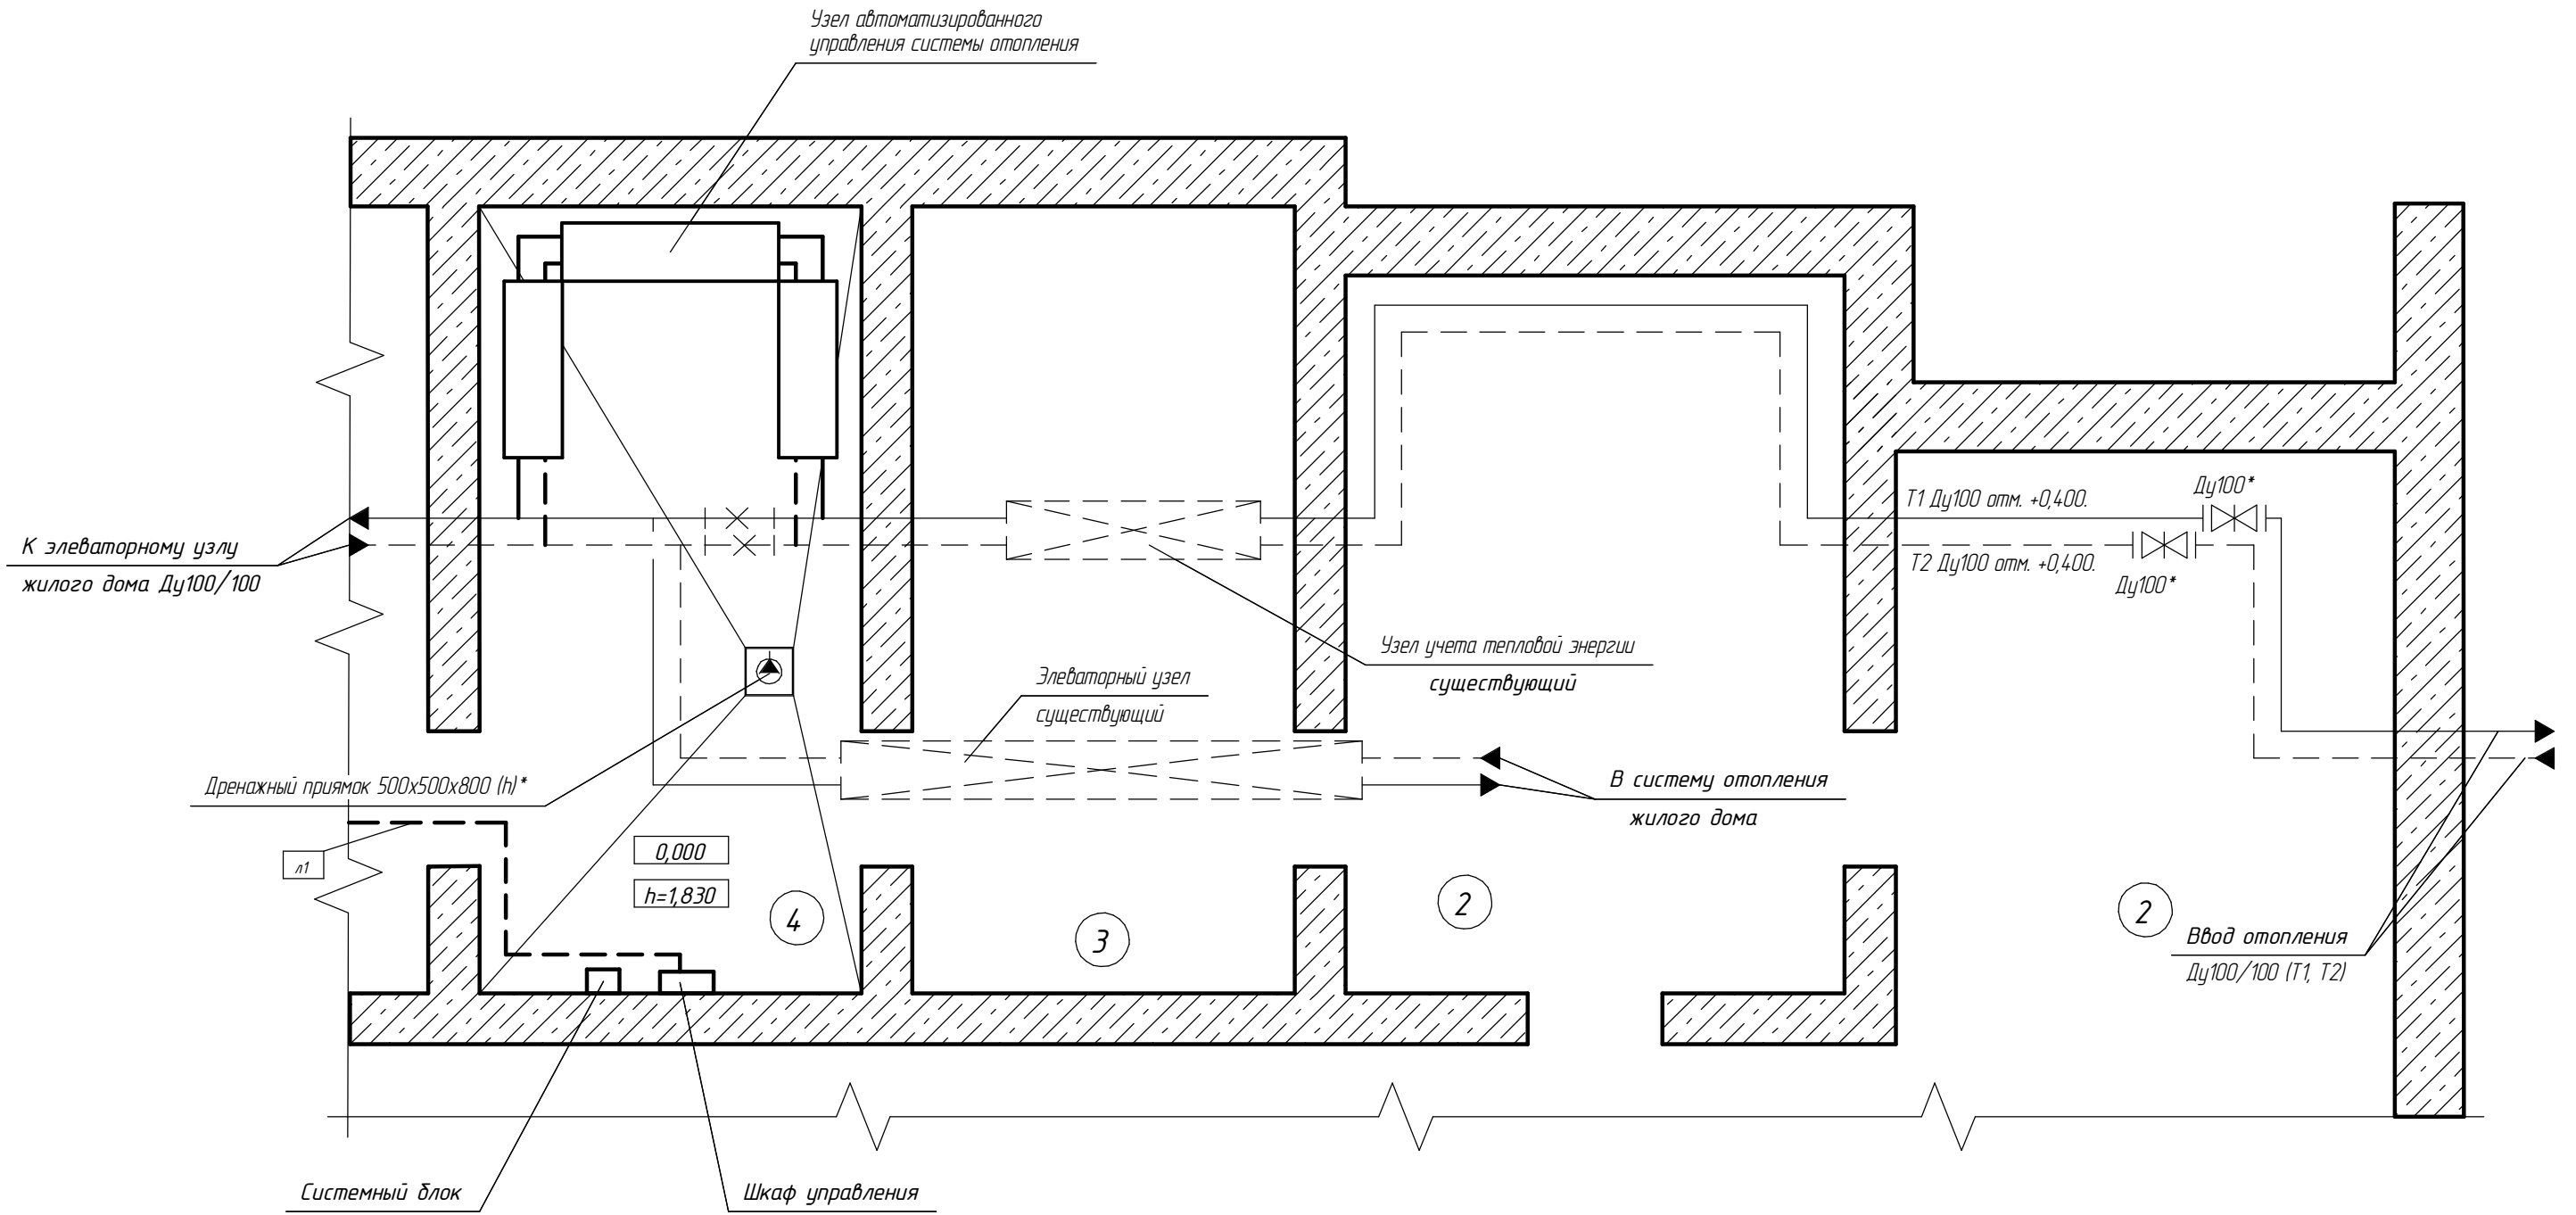 Узел автоматизированного
управления системы отопления
Т1 Ду100 отм. +0,400.
Ду100*
Т2 Ду100 отм. +0,400.
Ду100*
К элеваторному узлу
жилого дома Ду100/100
Узел учета тепловой энергии
существующий
Элеваторный узел
существующий
Дренажный приямок 500х500х800 (h)*
В систему отопления
жилого дома
л1
0,000
h=1,830
4
3
2
2
Ввод отопления
Ду100/100 (Т1, Т2)
Системный блок
Шкаф управления